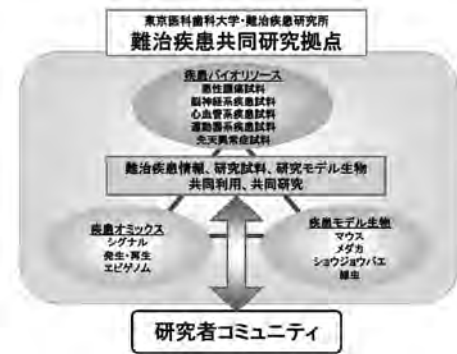 東京医科歯科大学・難治疾患研究所
難治疾患共同研究拠点
疾患バイオリソース
悪性腫瘍試料
脳神経系疾患試料
心血管系疾患試料
運動器系疾患試料
先天異常症試料
難治疾患情報、研究試料、研究モデル生物
共同利用、共同研究
疾患オミックス
シグナル
発生・再生
エピゲノム
疾患モデル生物
マウス
メダカ
ショウジョウバエ
研究者コミュニティ